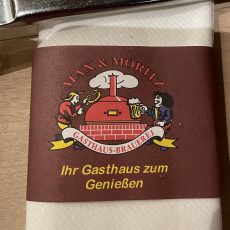 MAX & MORITZ
GASTHAUS-BRAUEREI
Ihr Gasthaus zum
Genießen